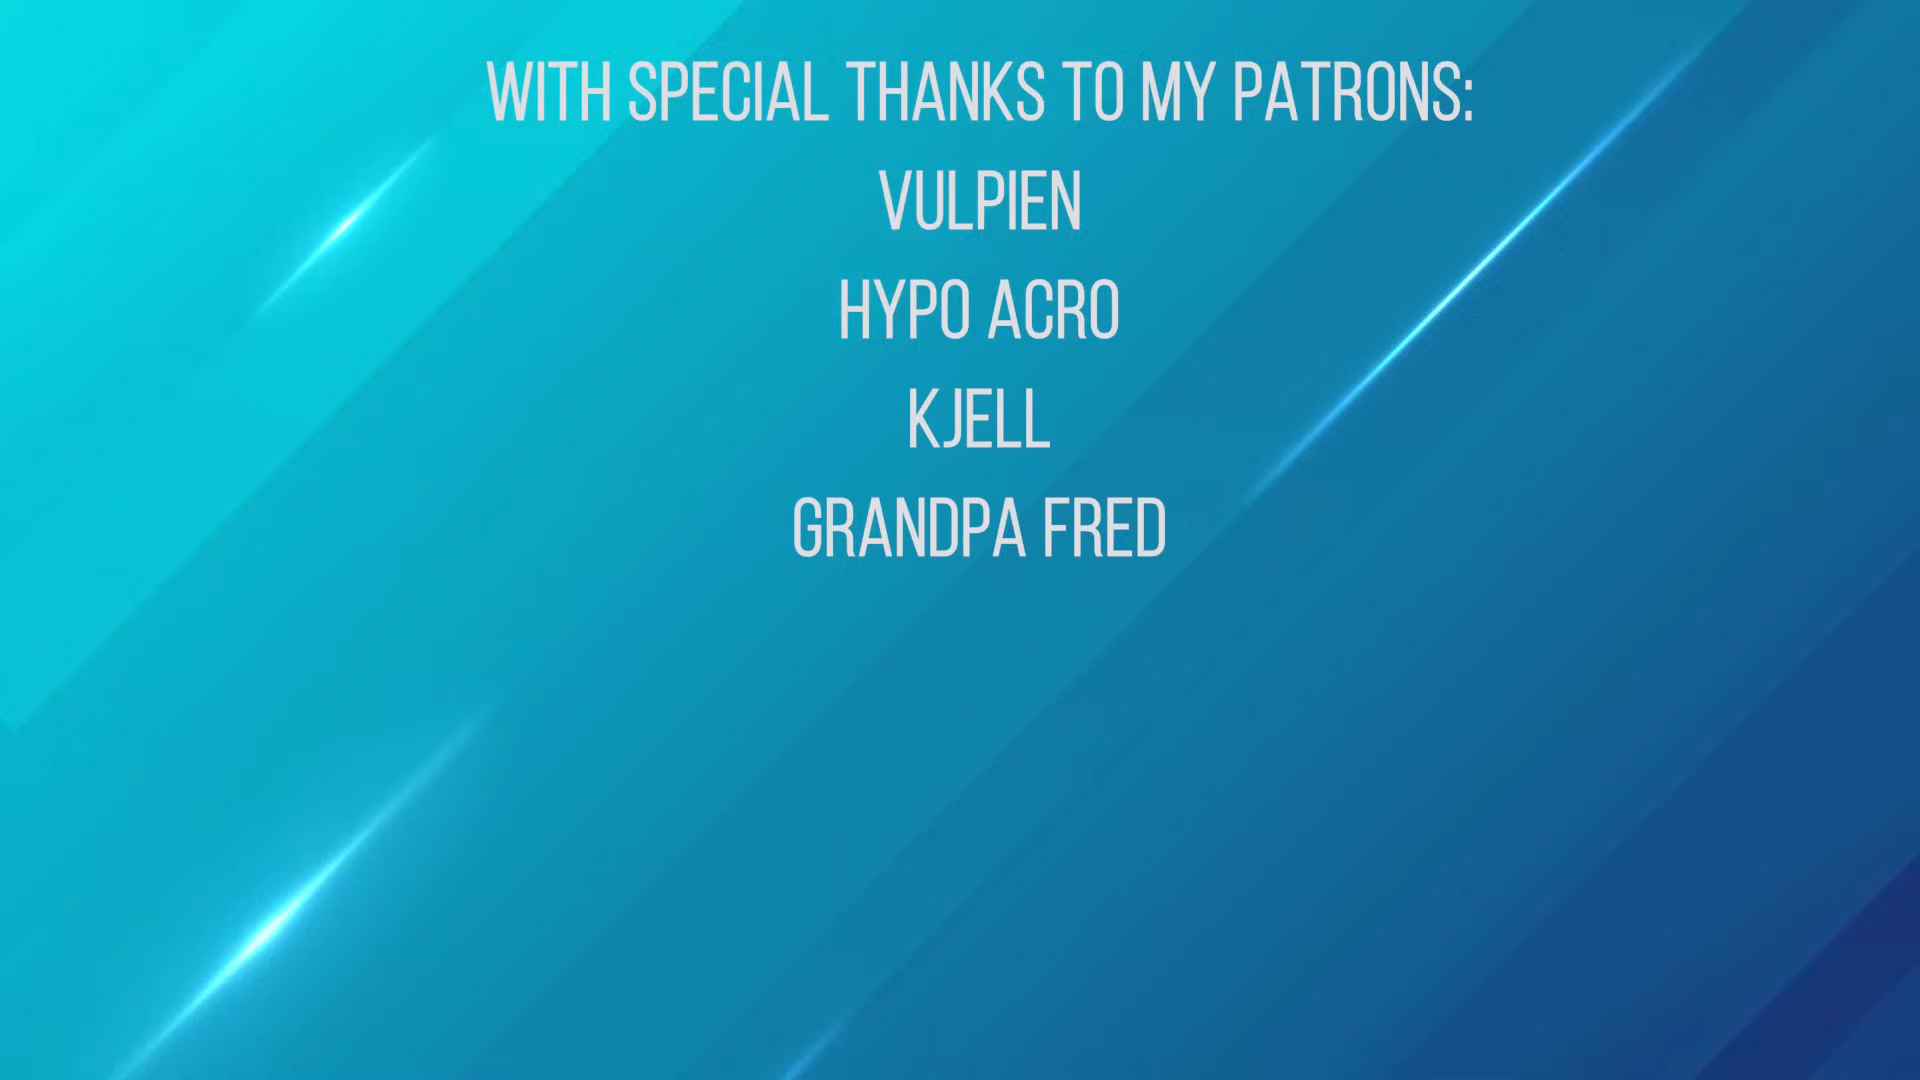 WITH SPECIAL THANKS TO MY PATRONS:
VULPIEN
HYPO ACRO
KJELL
GRANDPA FRED